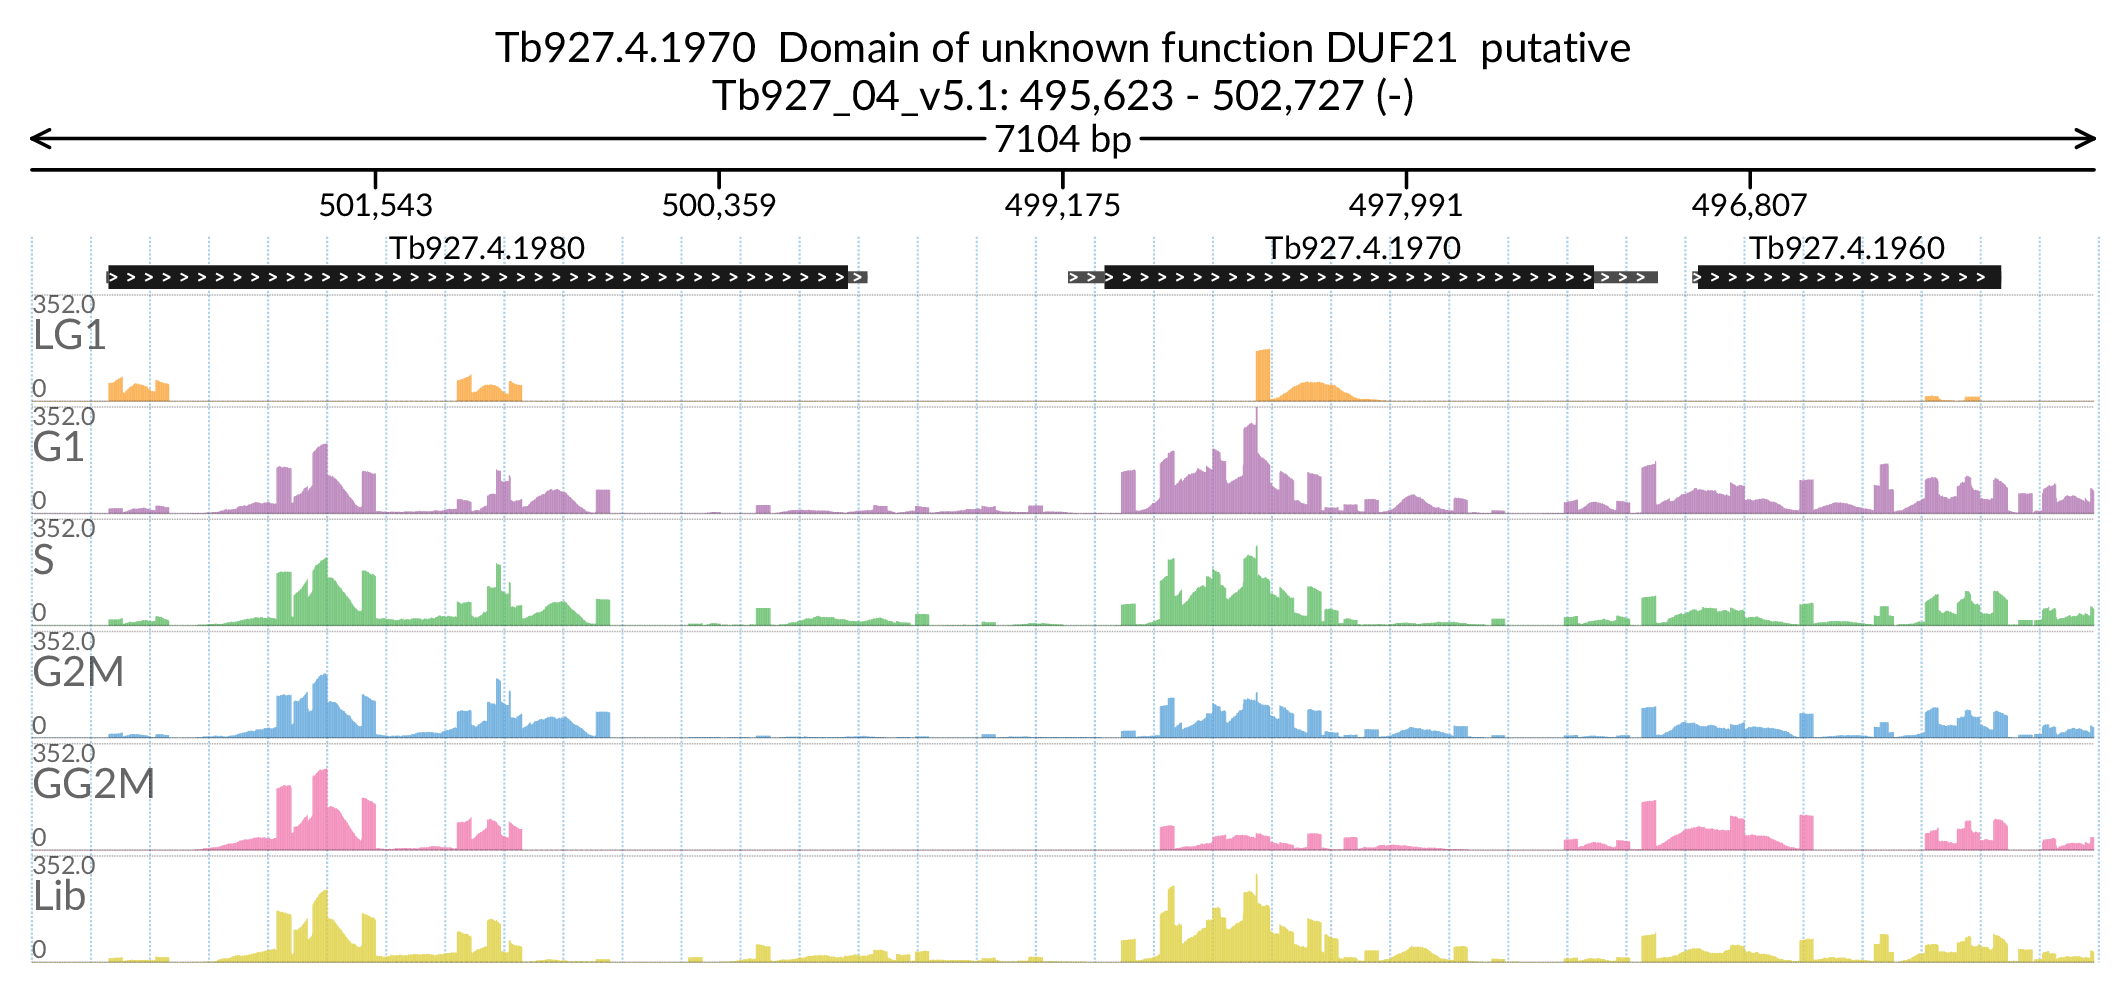 Tb927.4.1970 Domain of unknown function DUF21 putative
Tb927_04_v5.1: 495,623 - 502,727 (-)
7104 bp
501,543 500,359 499,175 497,991 496,807
Tb927.4.1980 Tb927.4.1970 Tb927.4.1960
352.0
LG1
0
352.0
G1
0
352.0
S
0
352.0
G2M
0
352.0
GG2M
0
352.0
Lib
0